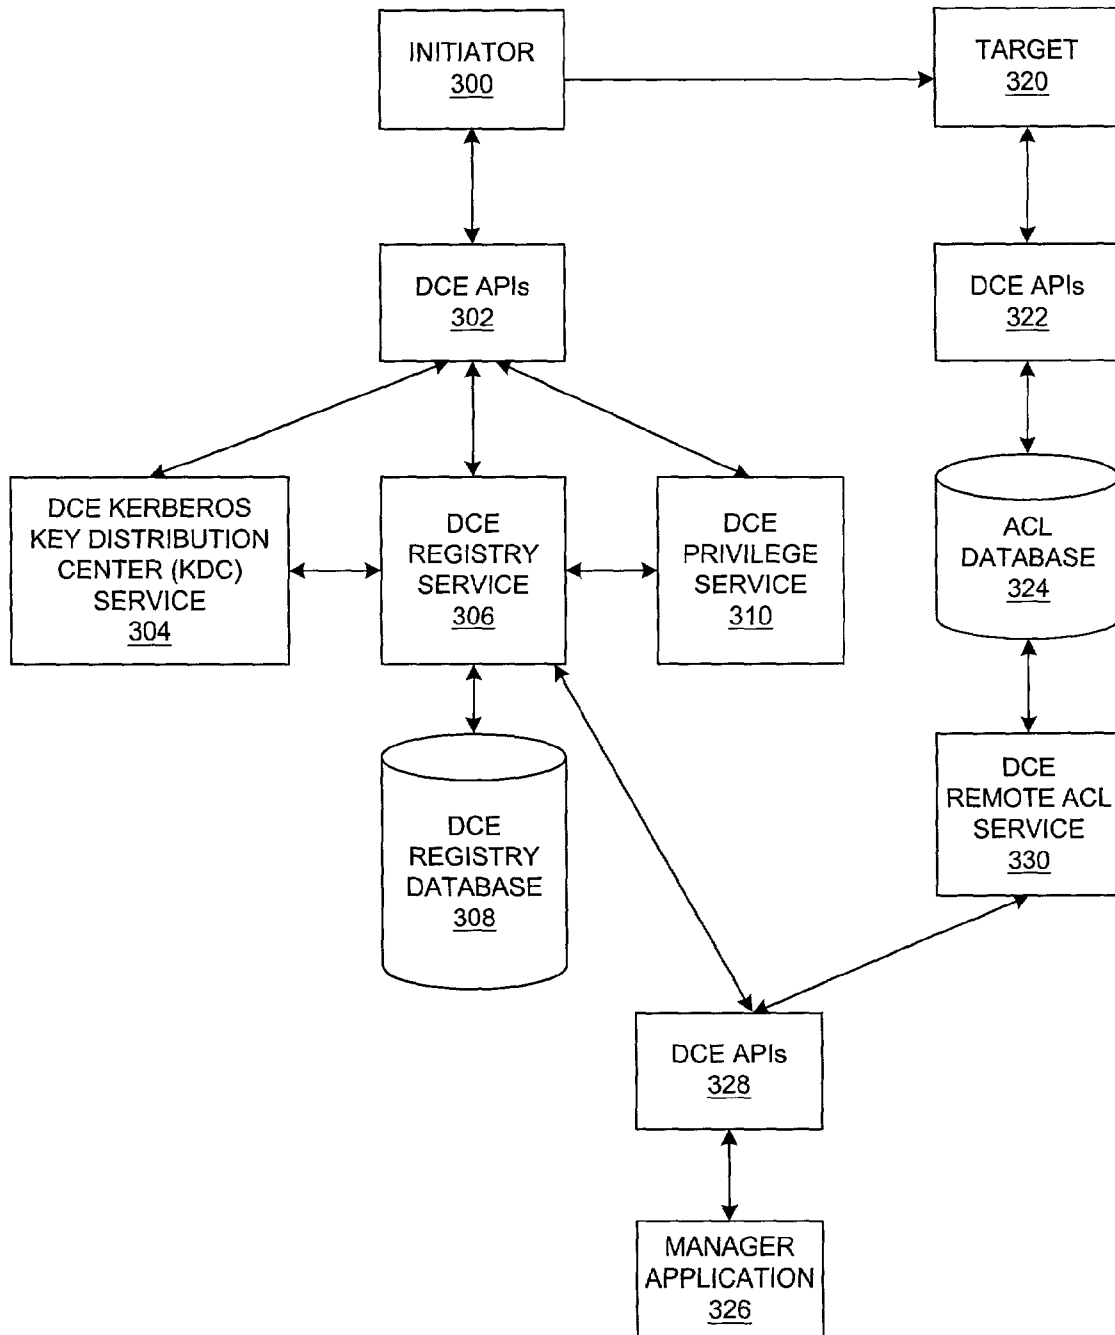 INITIATOR
300
TARGET
320
DCE APIs
302
DCE APIs
322
DCE KERBEROS
KEY DISTRIBUTION
CENTER (KDC)
SERVICE
304
DCE
REGISTRY
SERVICE
306
DCE
PRIVILEGE
SERVICE
310
ACL
DATABASE
324
DCE
REGISTRY
DATABASE
308
DCE
REMOTE ACL
SERVICE
330
DCE APIs
328
MANAGER
APPLICATION
326